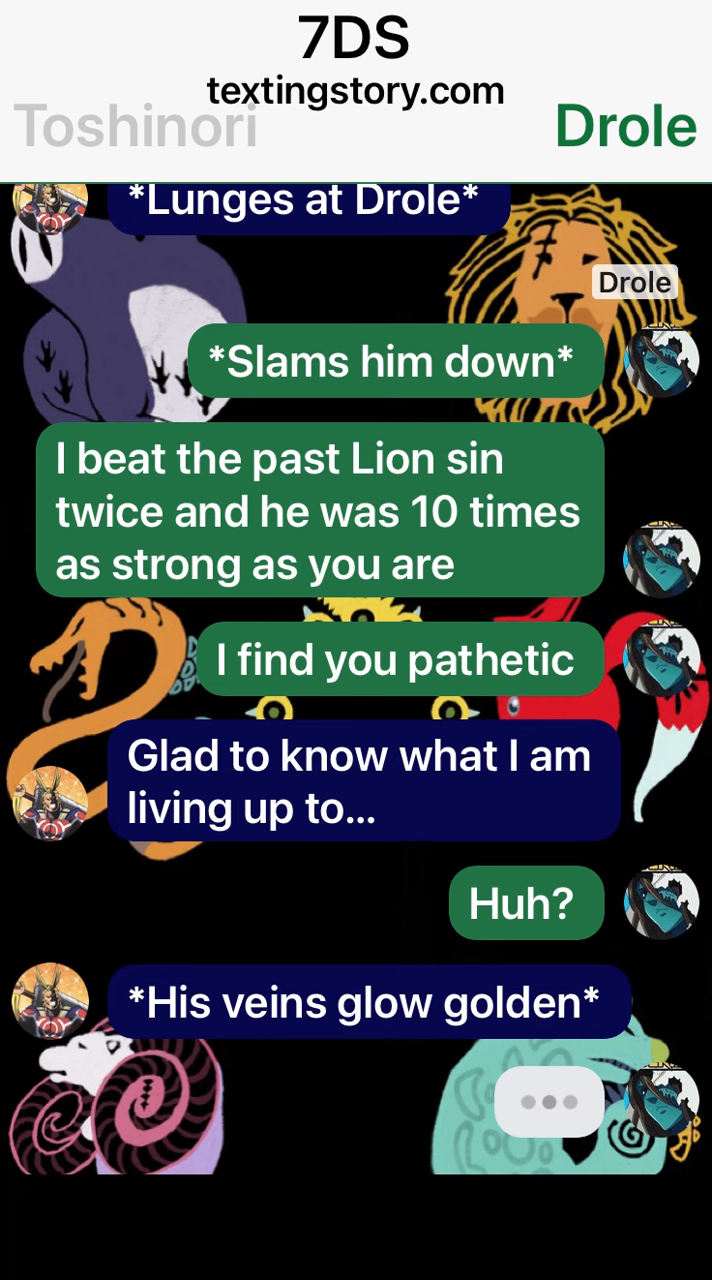 7DS
textingstory.com
Toshinori
Drole
*Lunges at Drole*
Drole
*Slams him down*
I beat the past Lion sin
twice and he was 10 times
as strong as you are
I find you pathetic
Glad to know what I am
living up to...
Huh?
*His veins glow golden*